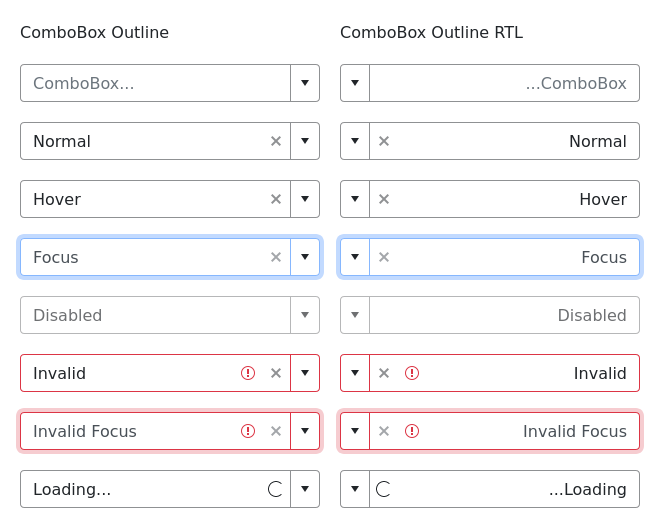 ComboBox Outline
ComboBox Outline RTL
ComboBox...
...ComboBox
Normal
Normal
Hover
Hover
Focus
Focus
Disabled
Disabled
Invalid
Invalid
Invalid Focus
Invalid Focus
Loading...
...Loading